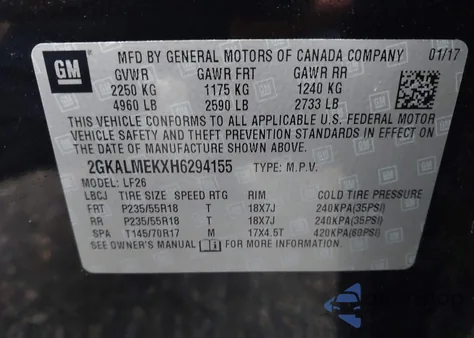 GM
MFD BY GENERAL MOTORS OF CANADA COMPANY 01/17
GVWR GAWR FRT GAWR RR
2250 KG 1175 KG 1240 KG
4960 LB 2590 LB 2733 LB
THIS VEHICLE CONFORMS TO ALL APPLICABLE U.S. FEDERAL
VEHICLE SAFETY AND THEFT PREVENTION STANDARDS IN EFFECT ON
THE DATE OF MANUFACTURE SHOWN ABOVE.
2GKALMEKXH6294155 TYPE: M.P.V.
MODEL: LF26
LBCJ TIRE SIZE SPEED RTG RIM COLD TIRE PRESSURE
FRT P235/55R18 T 18X7J 240KPA(35PSI)
RR P235/55R18 T 18X7J 240KPA(35PSI)
SPA T145/70R17 M 17X4.5T 420KPA(60PSI)
SEE OWNER'S MANUAL FOR MORE INFORMATION.